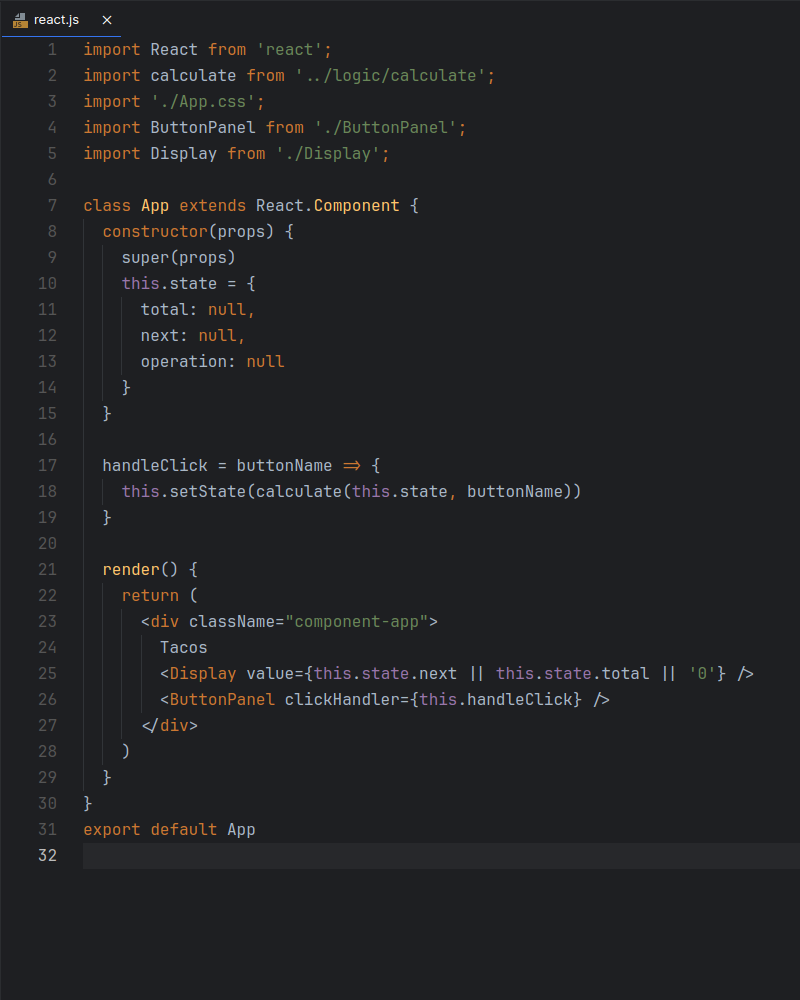 react.js
1 import React from 'react';
2 import calculate from '../logic/calculate';
3 import './App.css';
4 import ButtonPanel from './ButtonPanel';
5 import Display from './Display';
6
7 class App extends React.Component {
8   constructor(props) {
9     super(props)
10     this.state = {
11       total: null,
12       next: null,
13       operation: null
14     }
15   }
16
17   handleClick = buttonName => {
18     this.setState(calculate(this.state, buttonName))
19   }
20
21   render() {
22     return (
23       <div className="component-app">
24         Tacos
25         <Display value={this.state.next || this.state.total || '0'} />
26         <ButtonPanel clickHandler={this.handleClick} />
27       </div>
28     )
29   }
30 }
31 export default App
32